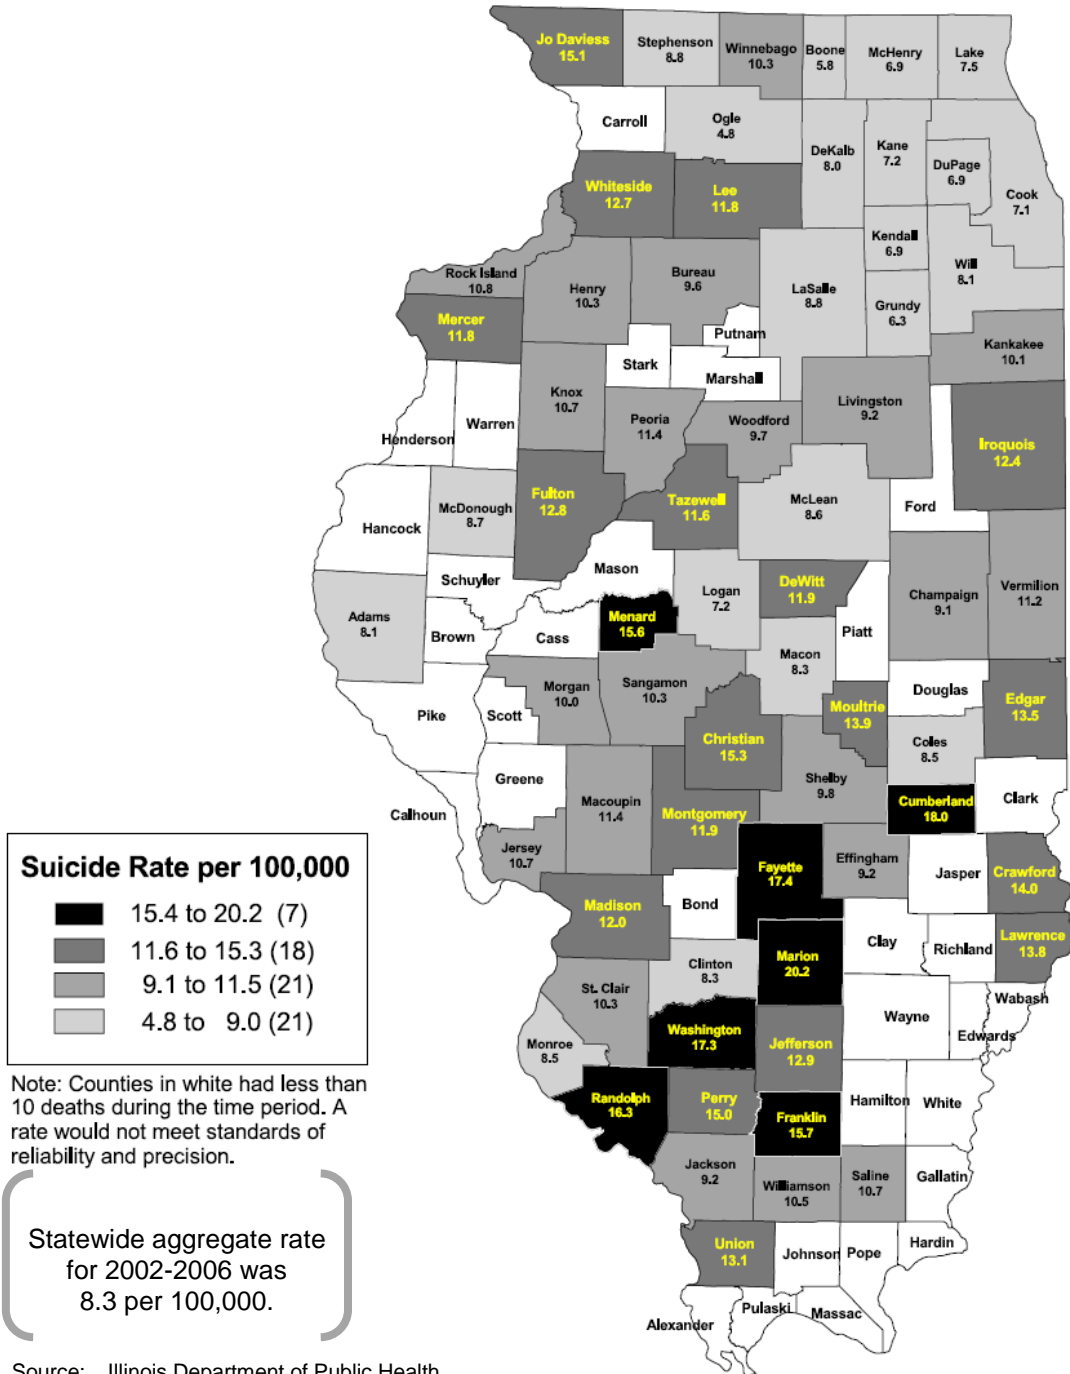 Jo Daviess
15.1
Stephenson
8.8
Winnebago
10.3
Boone
5.8
McHenry
6.9
Lake
7.5
Carroll
Ogle
4.8
DeKalb
8.0
Kane
7.2
DuPage
6.9
Cook
7.1
Whiteside
12.7
Lee
11.8
Kendall
6.9
Will
8.1
Rock Island
10.8
Henry
10.3
Bureau
9.6
LaSalle
8.8
Grundy
6.3
Mercer
11.8
Putnam
Kankakee
10.1
Stark
Marshall
Knox
10.7
Livingston
9.2
Warren
Henderson
Peoria
11.4
Woodford
9.7
Iroquois
12.4
Fulton
12.8
Tazewell
11.6
McLean
8.6
Ford
McDonough
8.7
Hancock
Mason
Schuyler
Logan
7.2
DeWitt
11.9
Champaign
9.1
Vermilion
11.2
Adams
8.1
Menard
15.6
Brown
Cass
Piatt
Macon
8.3
Morgan
10.0
Sangamon
10.3
Douglas
Pike
Scott
Moultrie
13.9
Edgar
13.5
Christian
15.3
Coles
8.5
Greene
Shelby
9.8
Calhoun
Macoupin
11.4
Montgomery
11.9
Cumberland
18.0
Clark
Jersey
10.7
Fayette
17.4
Effingham
9.2
Jasper
Crawford
14.0
Madison
12.0
Bond
Clay
Richland
Lawrence
13.8
Marion
20.2
Clinton
8.3
St. Clair
10.3
Wabash
Wayne
Edwards
Washington
17.3
Jefferson
12.9
Monroe
8.5
Randolph
16.3
Perry
15.0
Franklin
15.7
Hamilton
White
Jackson
9.2
Williamson
10.5
Saline
10.7
Gallatin
Union
13.1
Johnson
Pope
Hardin
Alexander
Pulaski
Massac
Suicide Rate per 100,000
15.4 to 20.2 (7)
11.6 to 15.3 (18)
9.1 to 11.5 (21)
4.8 to 9.0 (21)
Note: Counties in white had less than
10 deaths during the time period. A
rate would not meet standards of
reliability and precision.
Statewide aggregate rate
for 2002-2006 was
8.3 per 100,000.
Source: Illinois Department of Public Health